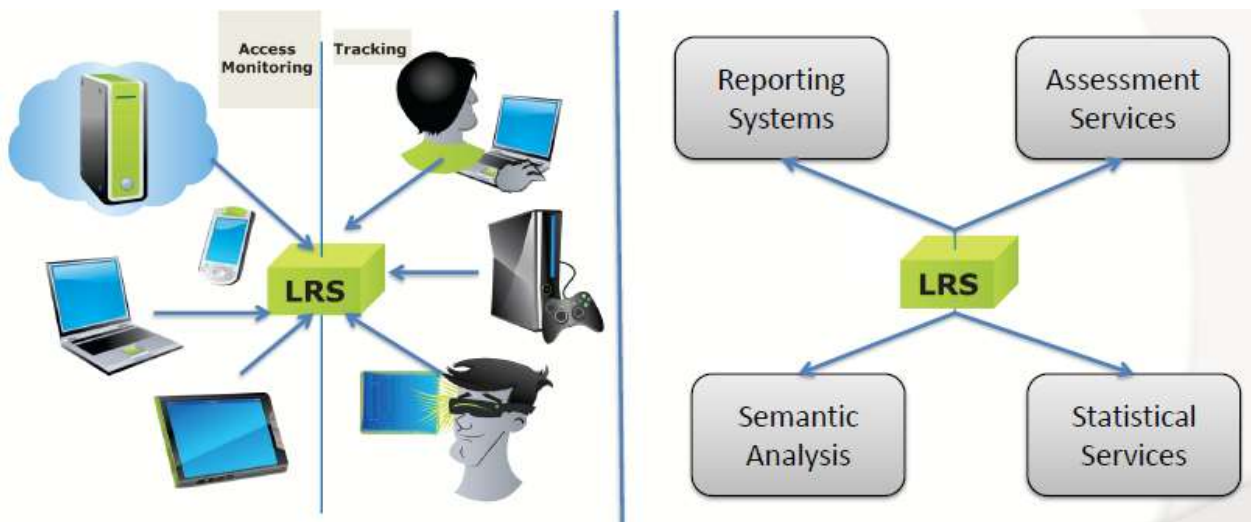 Access
Monitoring
Tracking
LRS
Reporting
Systems
Assessment
Services
LRS
Semantic
Analysis
Statistical
Services